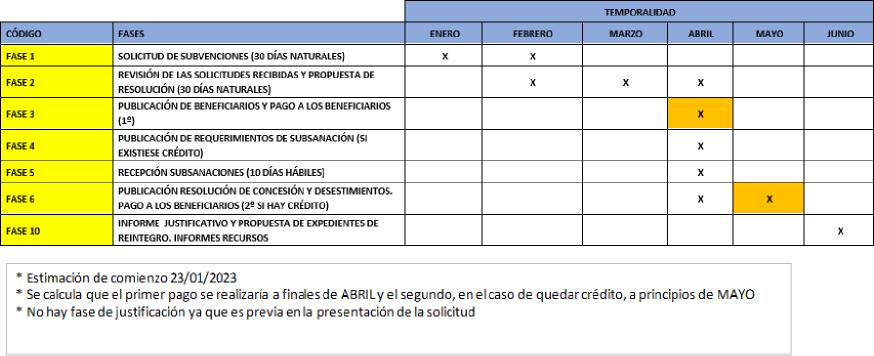 TEMPORALIDAD
CÓDIGO FASES ENERO FEBRERO MARZO ABRIL MAYO JUNIO
FASE 1 SOLICITUD DE SUBVENCIONES (30 DÍAS NATURALES) X X
FASE 2 REVISIÓN DE LAS SOLICITUDES RECIBIDAS Y PROPUESTA DE
RESOLUCIÓN (30 DÍAS NATURALES) X X X
FASE 3 PUBLICACIÓN DE BENEFICIARIOS Y PAGO A LOS BENEFICIARIOS
(1º) X
FASE 4 PUBLICACIÓN DE REQUERIMIENTOS DE SUBSANACIÓN (SI
EXISTIESE CRÉDITO) X
FASE 5 RECEPCIÓN SUBSANACIONES (10 DÍAS HÁBILES) X
FASE 6 PUBLICACIÓN RESOLUCIÓN DE CONCESIÓN Y DESESTIMIENTOS.
PAGO A LOS BENEFICIARIOS (2º SI HAY CRÉDITO) X X
FASE 10 INFORME JUSTIFICATIVO Y PROPUESTA DE EXPEDIENTES DE
REINTEGRO. INFORMES RECURSOS X
* Estimación de comienzo 23/01/2023
* Se calcula que el primer pago se realizaría a finales de ABRIL y el segundo, en el caso de quedar crédito, a principios de MAYO
* No hay fase de justificación ya que es previa en la presentación de la solicitud